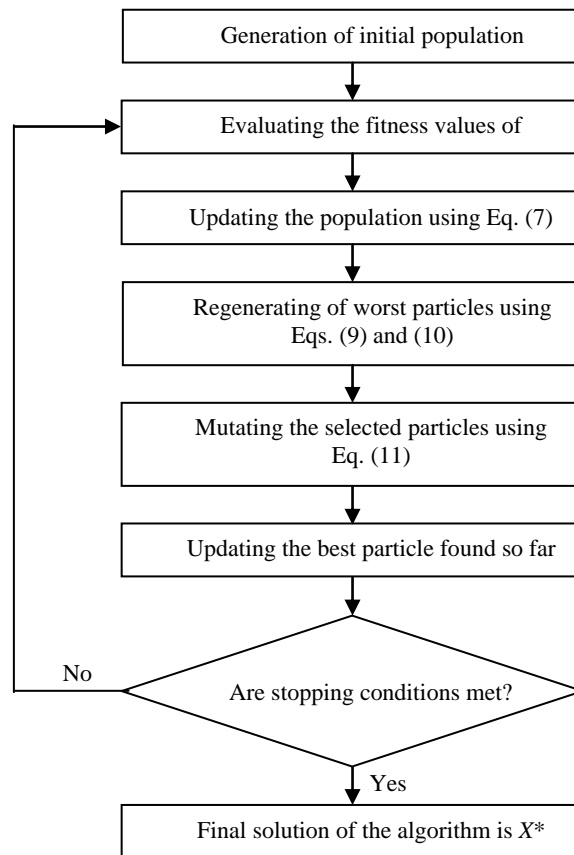 Generation of initial population
Evaluating the fitness values of
Updating the population using Eq. (7)
Regenerating of worst particles using
Eqs. (9) and (10)
Mutating the selected particles using
Eq. (11)
Updating the best particle found so far
No
Are stopping conditions met?
Yes
Final solution of the algorithm is X*